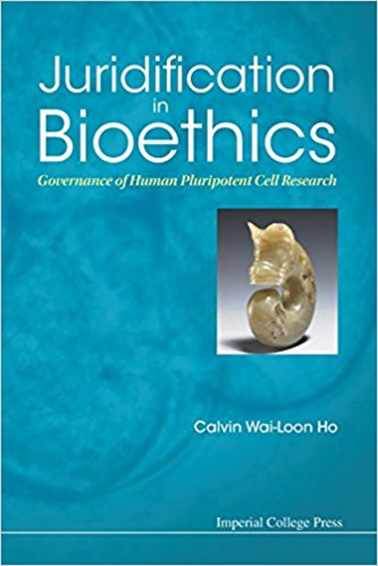 Juridification
in
Bioethics
Governance of Human Pluripotent Cell Research
Calvin Wai-Loon Ho
Imperial College Press